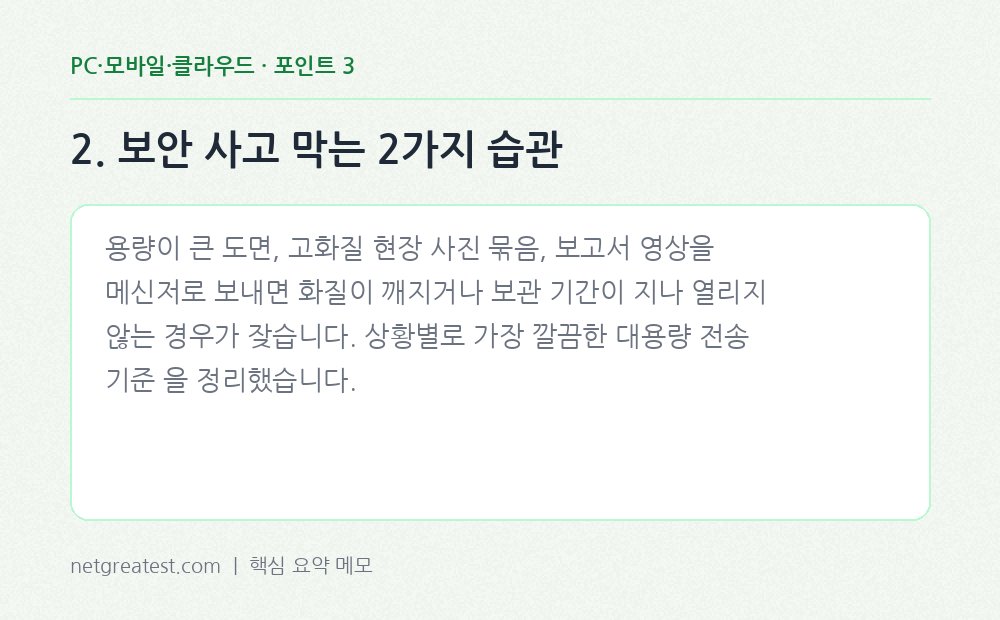 PC·모바일·클라우드 · 포인트 3
2. 보안 사고 막는 2가지 습관
용량이 큰 도면, 고화질 현장 사진 묶음, 보고서 영상을
메신저로 보내면 화질이 깨지거나 보관 기간이 지나 열리지
않는 경우가 잦습니다. 상황별로 가장 깔끔한 대용량 전송
기준 을 정리했습니다.
netgreatest.com | 핵심 요약 메모